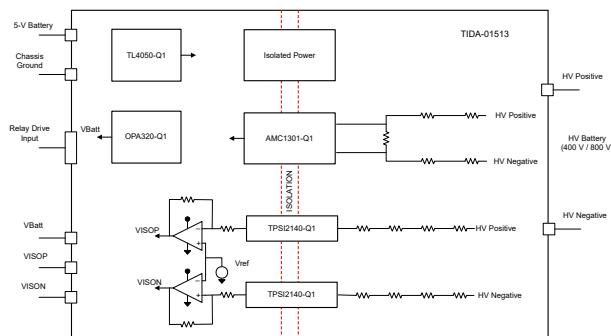 5-V Battery
TIDA-01513
TL4050-Q1
Isolated Power
Chassis
Ground
HV Positive
HV Positive
VBatt
OPA320-Q1
AMC1301-Q1
Relay Drive
Input
HV Battery
(400 V / 800 V
HV Negative
ISOLATION
VBatt
VISOP
TPSI2140-Q1
HV Positive
HV Negative
VISOP
Vref
VISON
VISON
TPSI2140-Q1
HV Negative